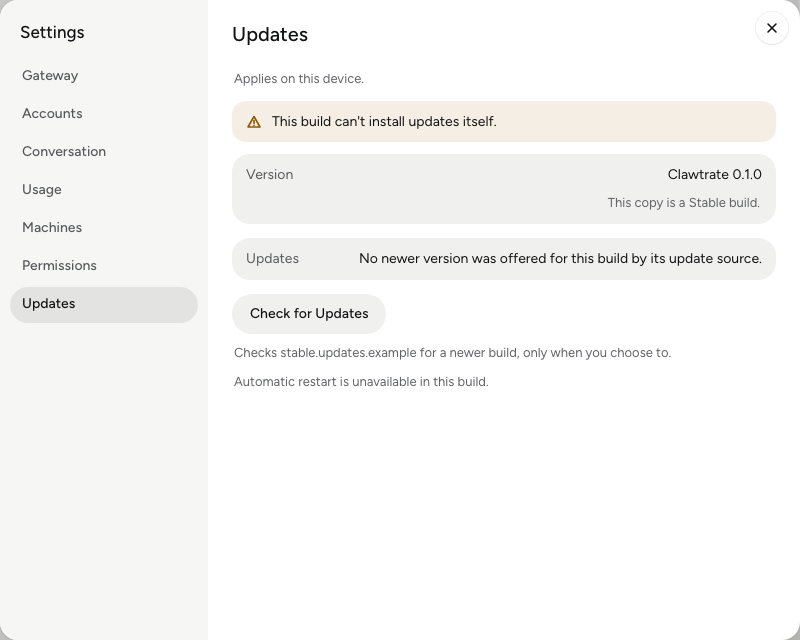 Settings
Gateway
Accounts
Conversation
Usage
Machines
Permissions
Updates
Updates
Applies on this device.
This build can't install updates itself.
Version
Clawtrate 0.1.0
This copy is a Stable build.
Updates
No newer version was offered for this build by its update source.
Check for Updates
Checks stable.updates.example for a newer build, only when you choose to.
Automatic restart is unavailable in this build.